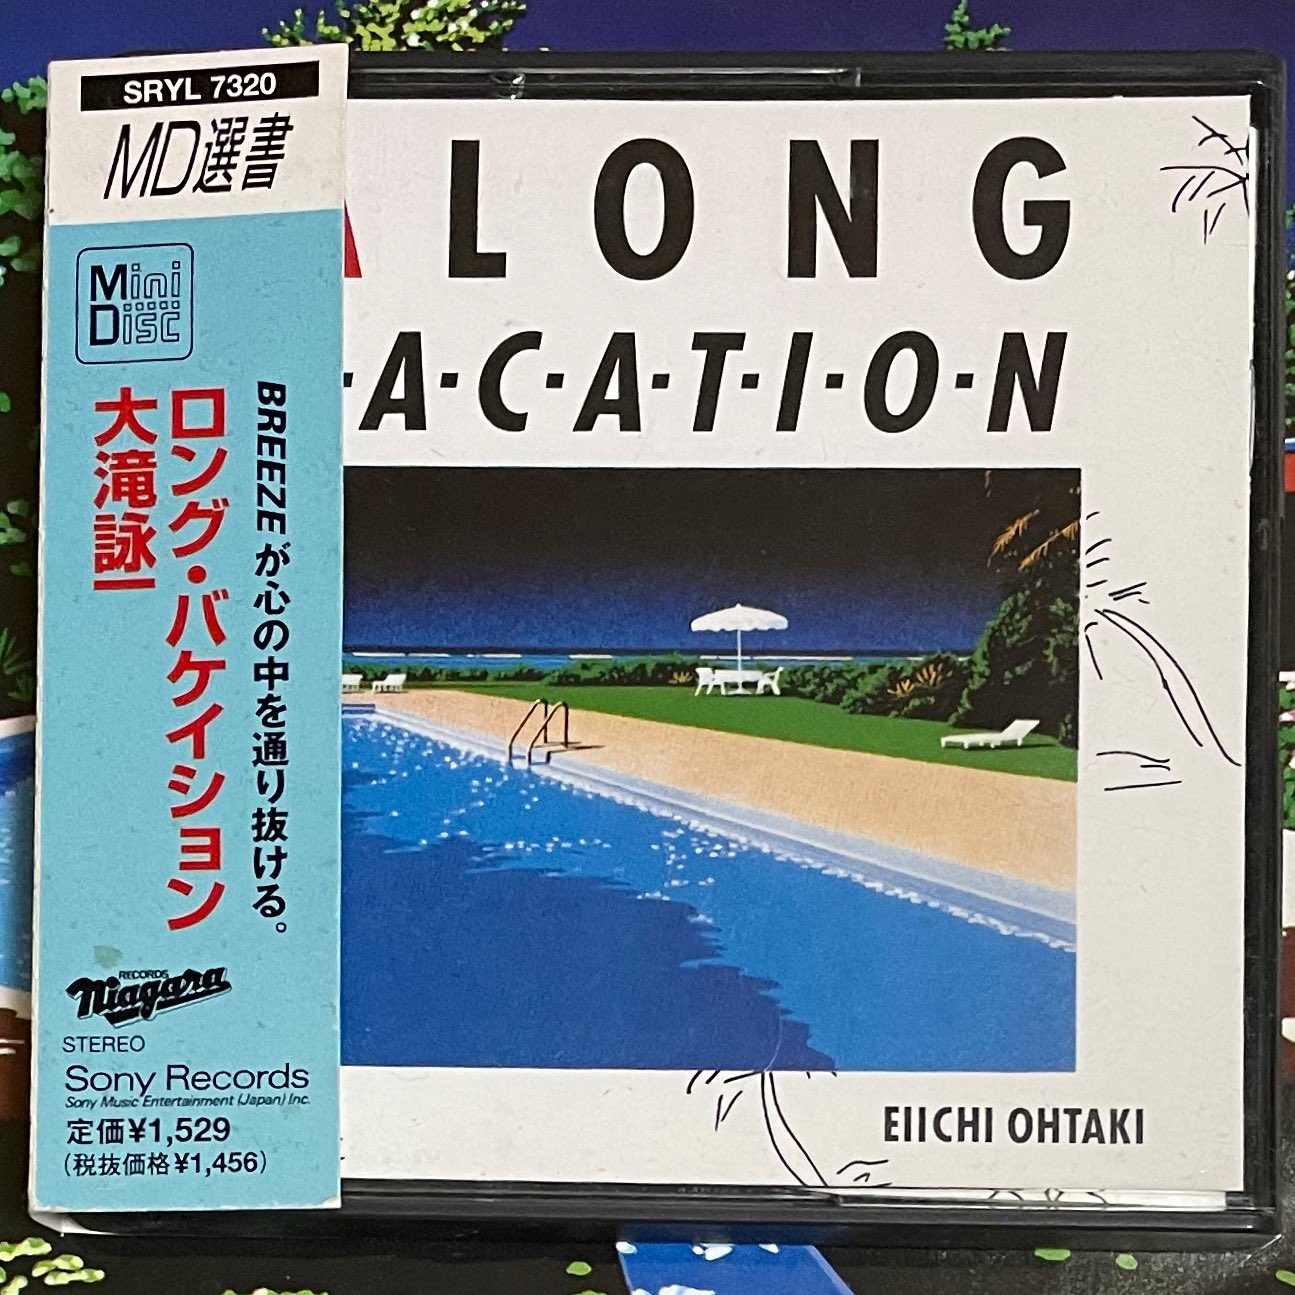 SRYL 7320
MD選書
Mini
Disc
BREEZEが心の中を通り抜ける。
ロング・バケイション
大滝詠一
RECORDS
Niagara
STEREO
Sony Records
Sony Music Entertainment (Japan) Inc.
定価¥1,529
(税抜価格¥1,456)
A LONG
·A·C·A·T·I·O·N
EIICHI OHTAKI